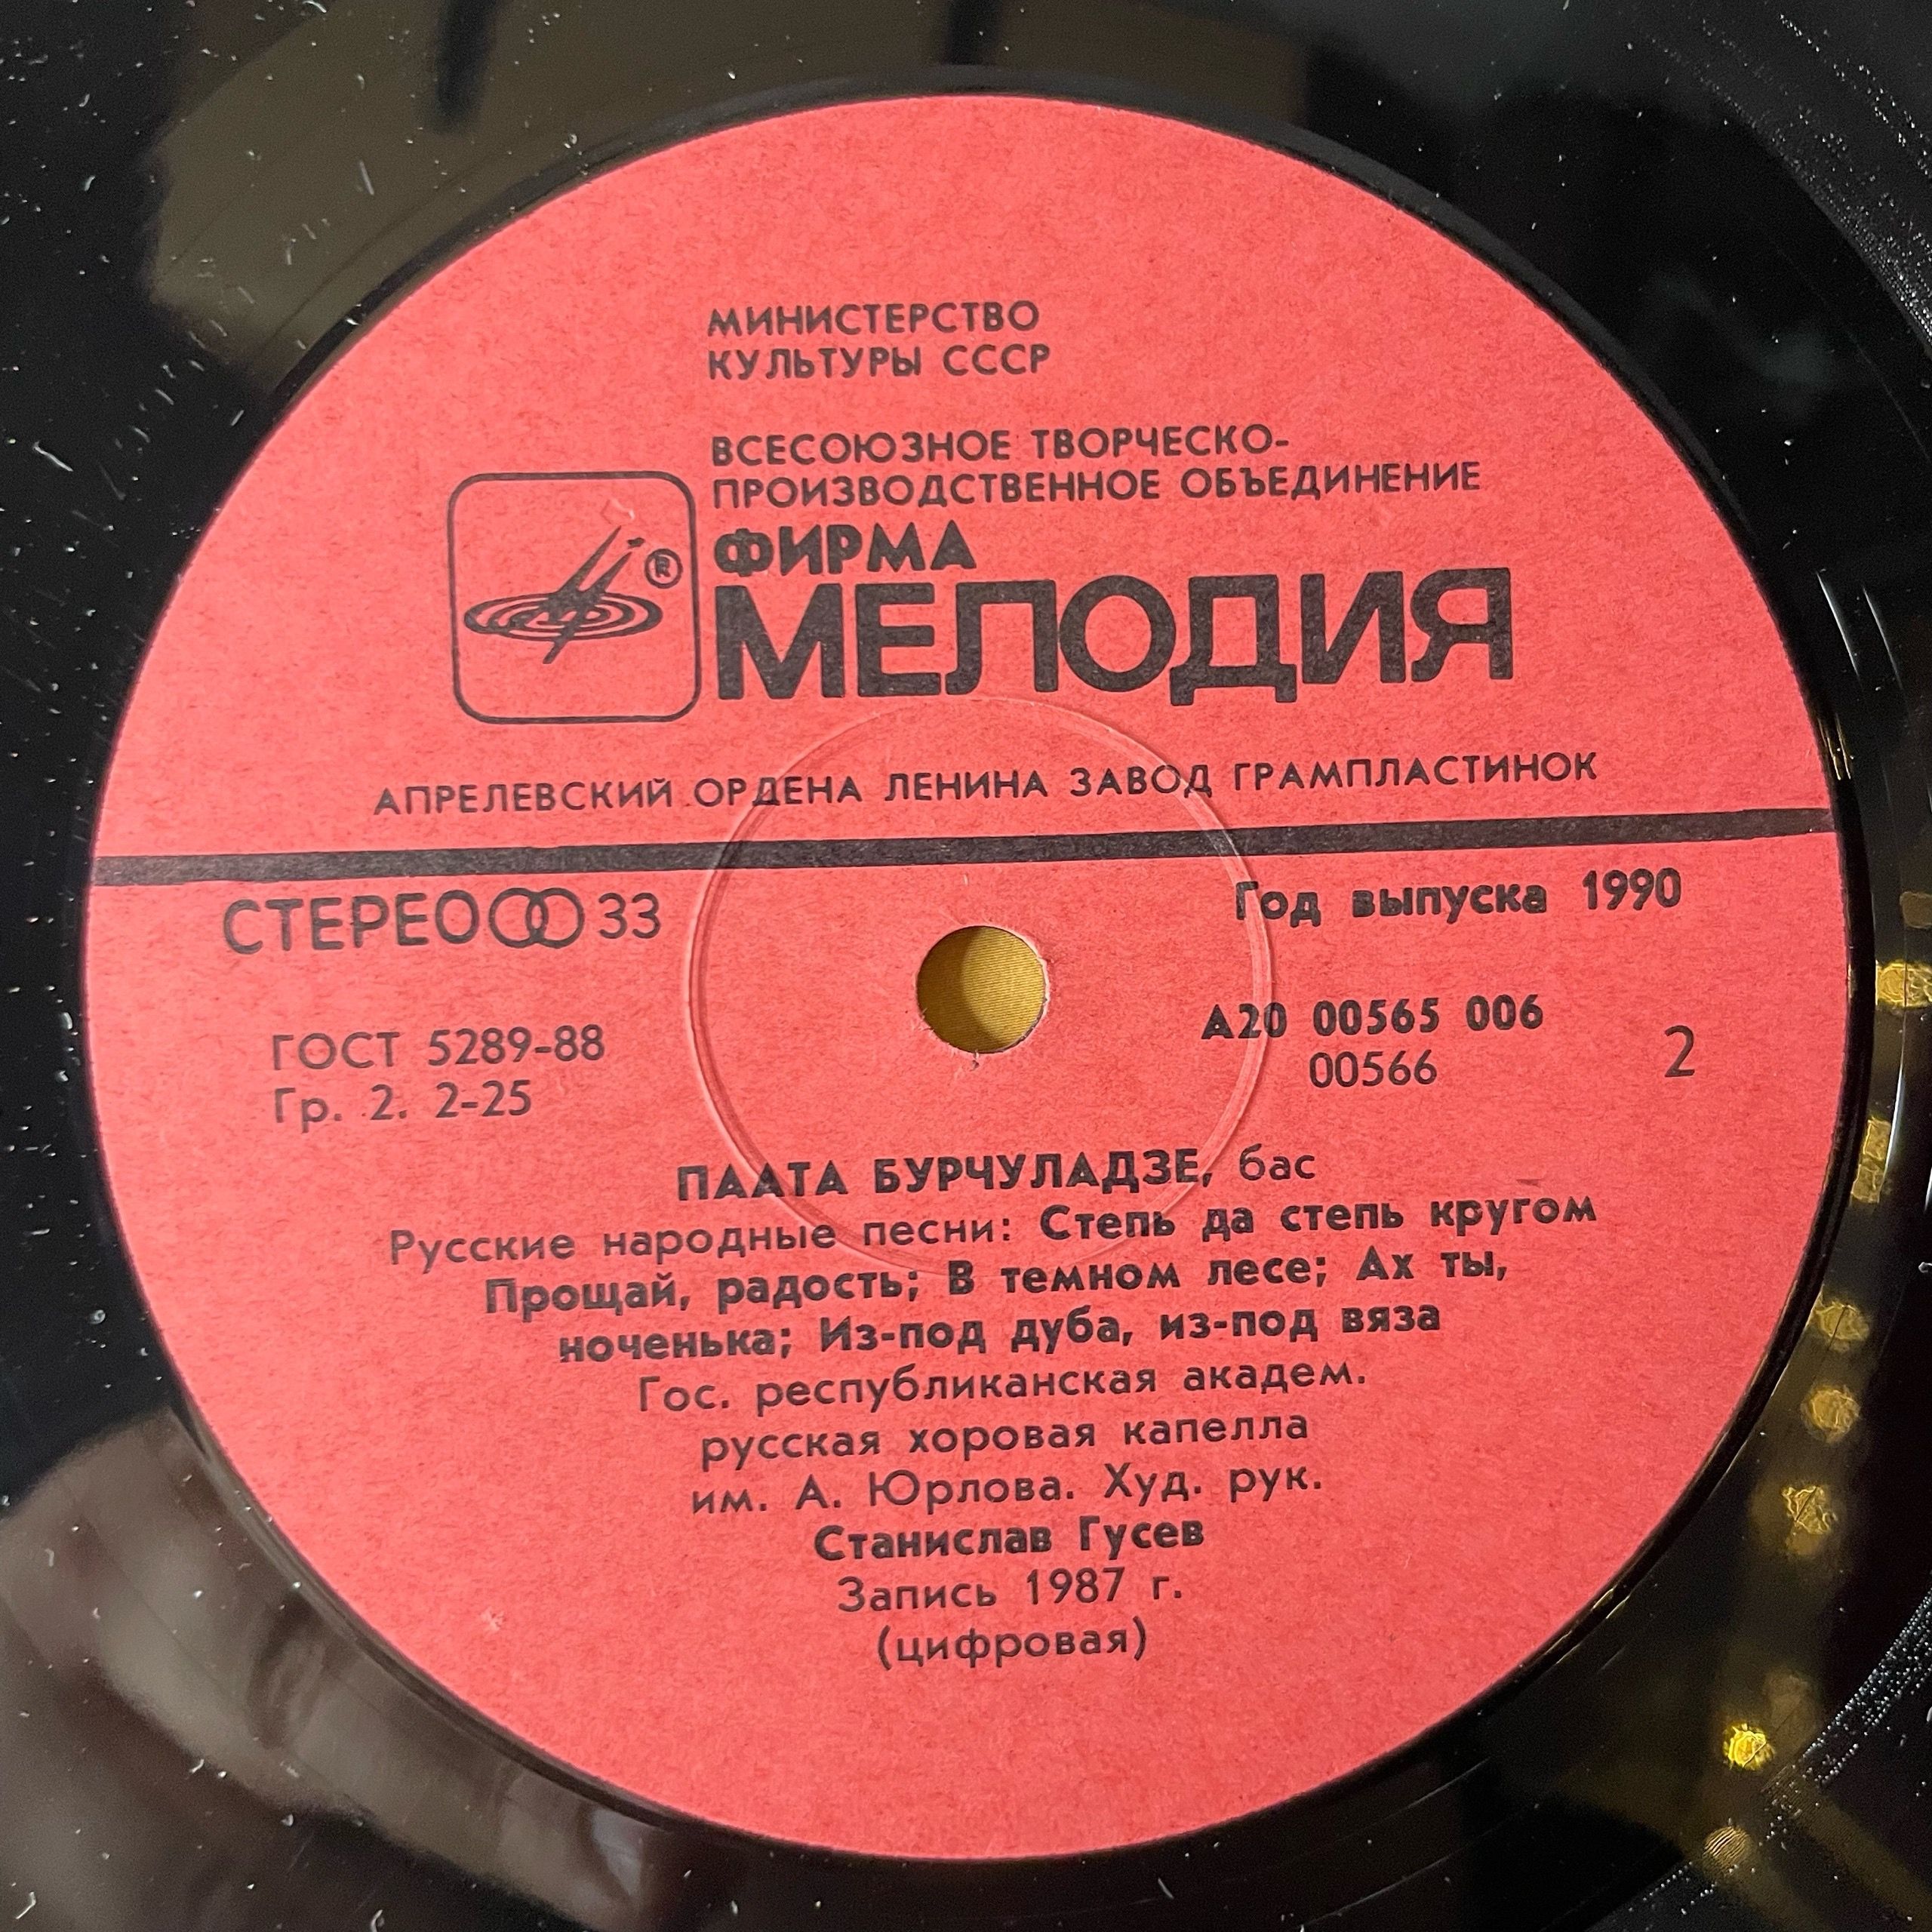 МИНИСТЕРСТВО
КУЛЬТУРЫ СССР
ВСЕСОЮЗНОЕ ТВОРЧЕСКО-
ПРОИЗВОДСТВЕННОЕ ОБЪЕДИНЕНИЕ
ФИРМА
®
МЕЛОДИЯ
АПРЕЛЕВСКИЙ ОРДЕНА ЛЕНИНА ЗАВОД ГРАМПЛАСТИНОК
СТЕРЕО 33
Год выпуска 1990
ГОСТ 5289-88
Гр. 2. 2-25
А20 00565 006
00566
2
ПААТА БУРЧУЛАДЗЕ, бас
Русские народные песни: Степь да степь кругом
Прощай, радость; В темном лесе; Ах ты,
ноченька; Из-под дуба, из-под вяза
Гос. республиканская академ.
русская хоровая капелла
им. А. Юрлова. Худ. рук.
Станислав Гусев
Запись 1987 г.
(цифровая)